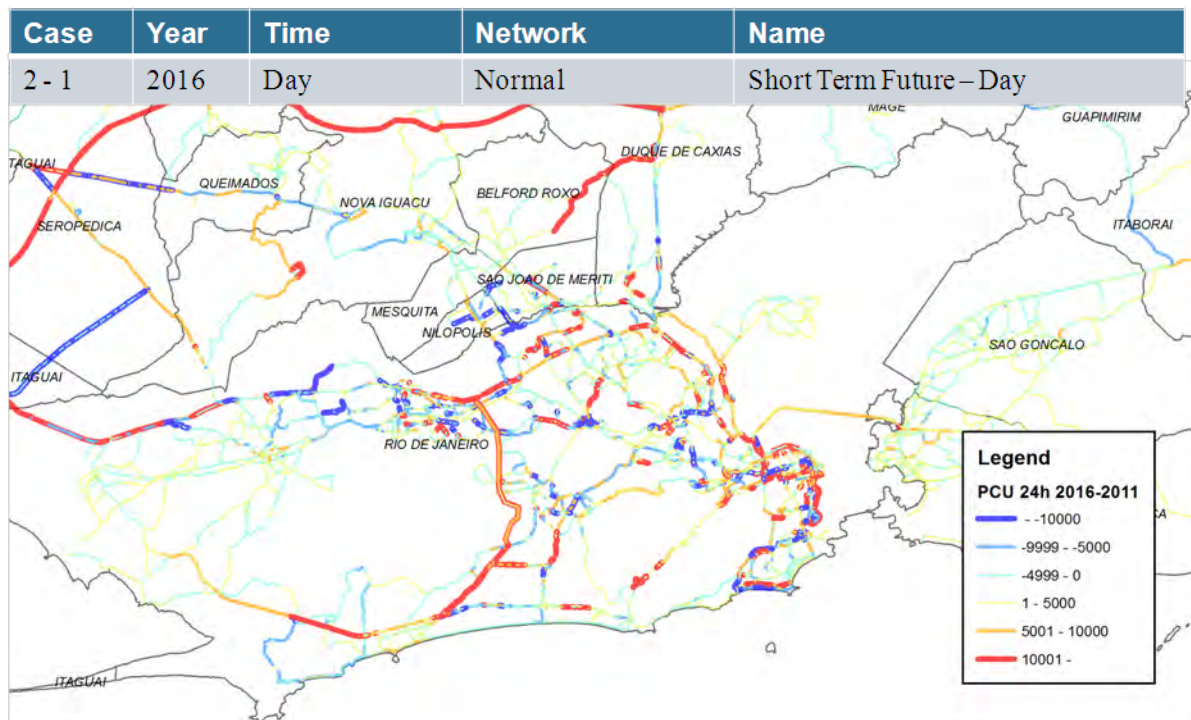 Case Year Time Network Name
2 - 1 2016 Day Normal Short Term Future – Day
MAGE
GUAPIMIRIM
DUQUE DE CAXIAS
TAGUAI
QUEIMADOS
BELFORD ROXO
NOVA IGUACU
SEROPEDICA
ITABORAI
SAO JOAO DE MERITI
MESQUITA
NILOPOLIS
SAO GONCALO
ITAGUAI
RIO DE JANEIRO
Legend
PCU 24h 2016-2011
- -10000
-9999 - -5000
-4999 - 0
1 - 5000
5001 - 10000
10001 -
CA
ITAGUAI